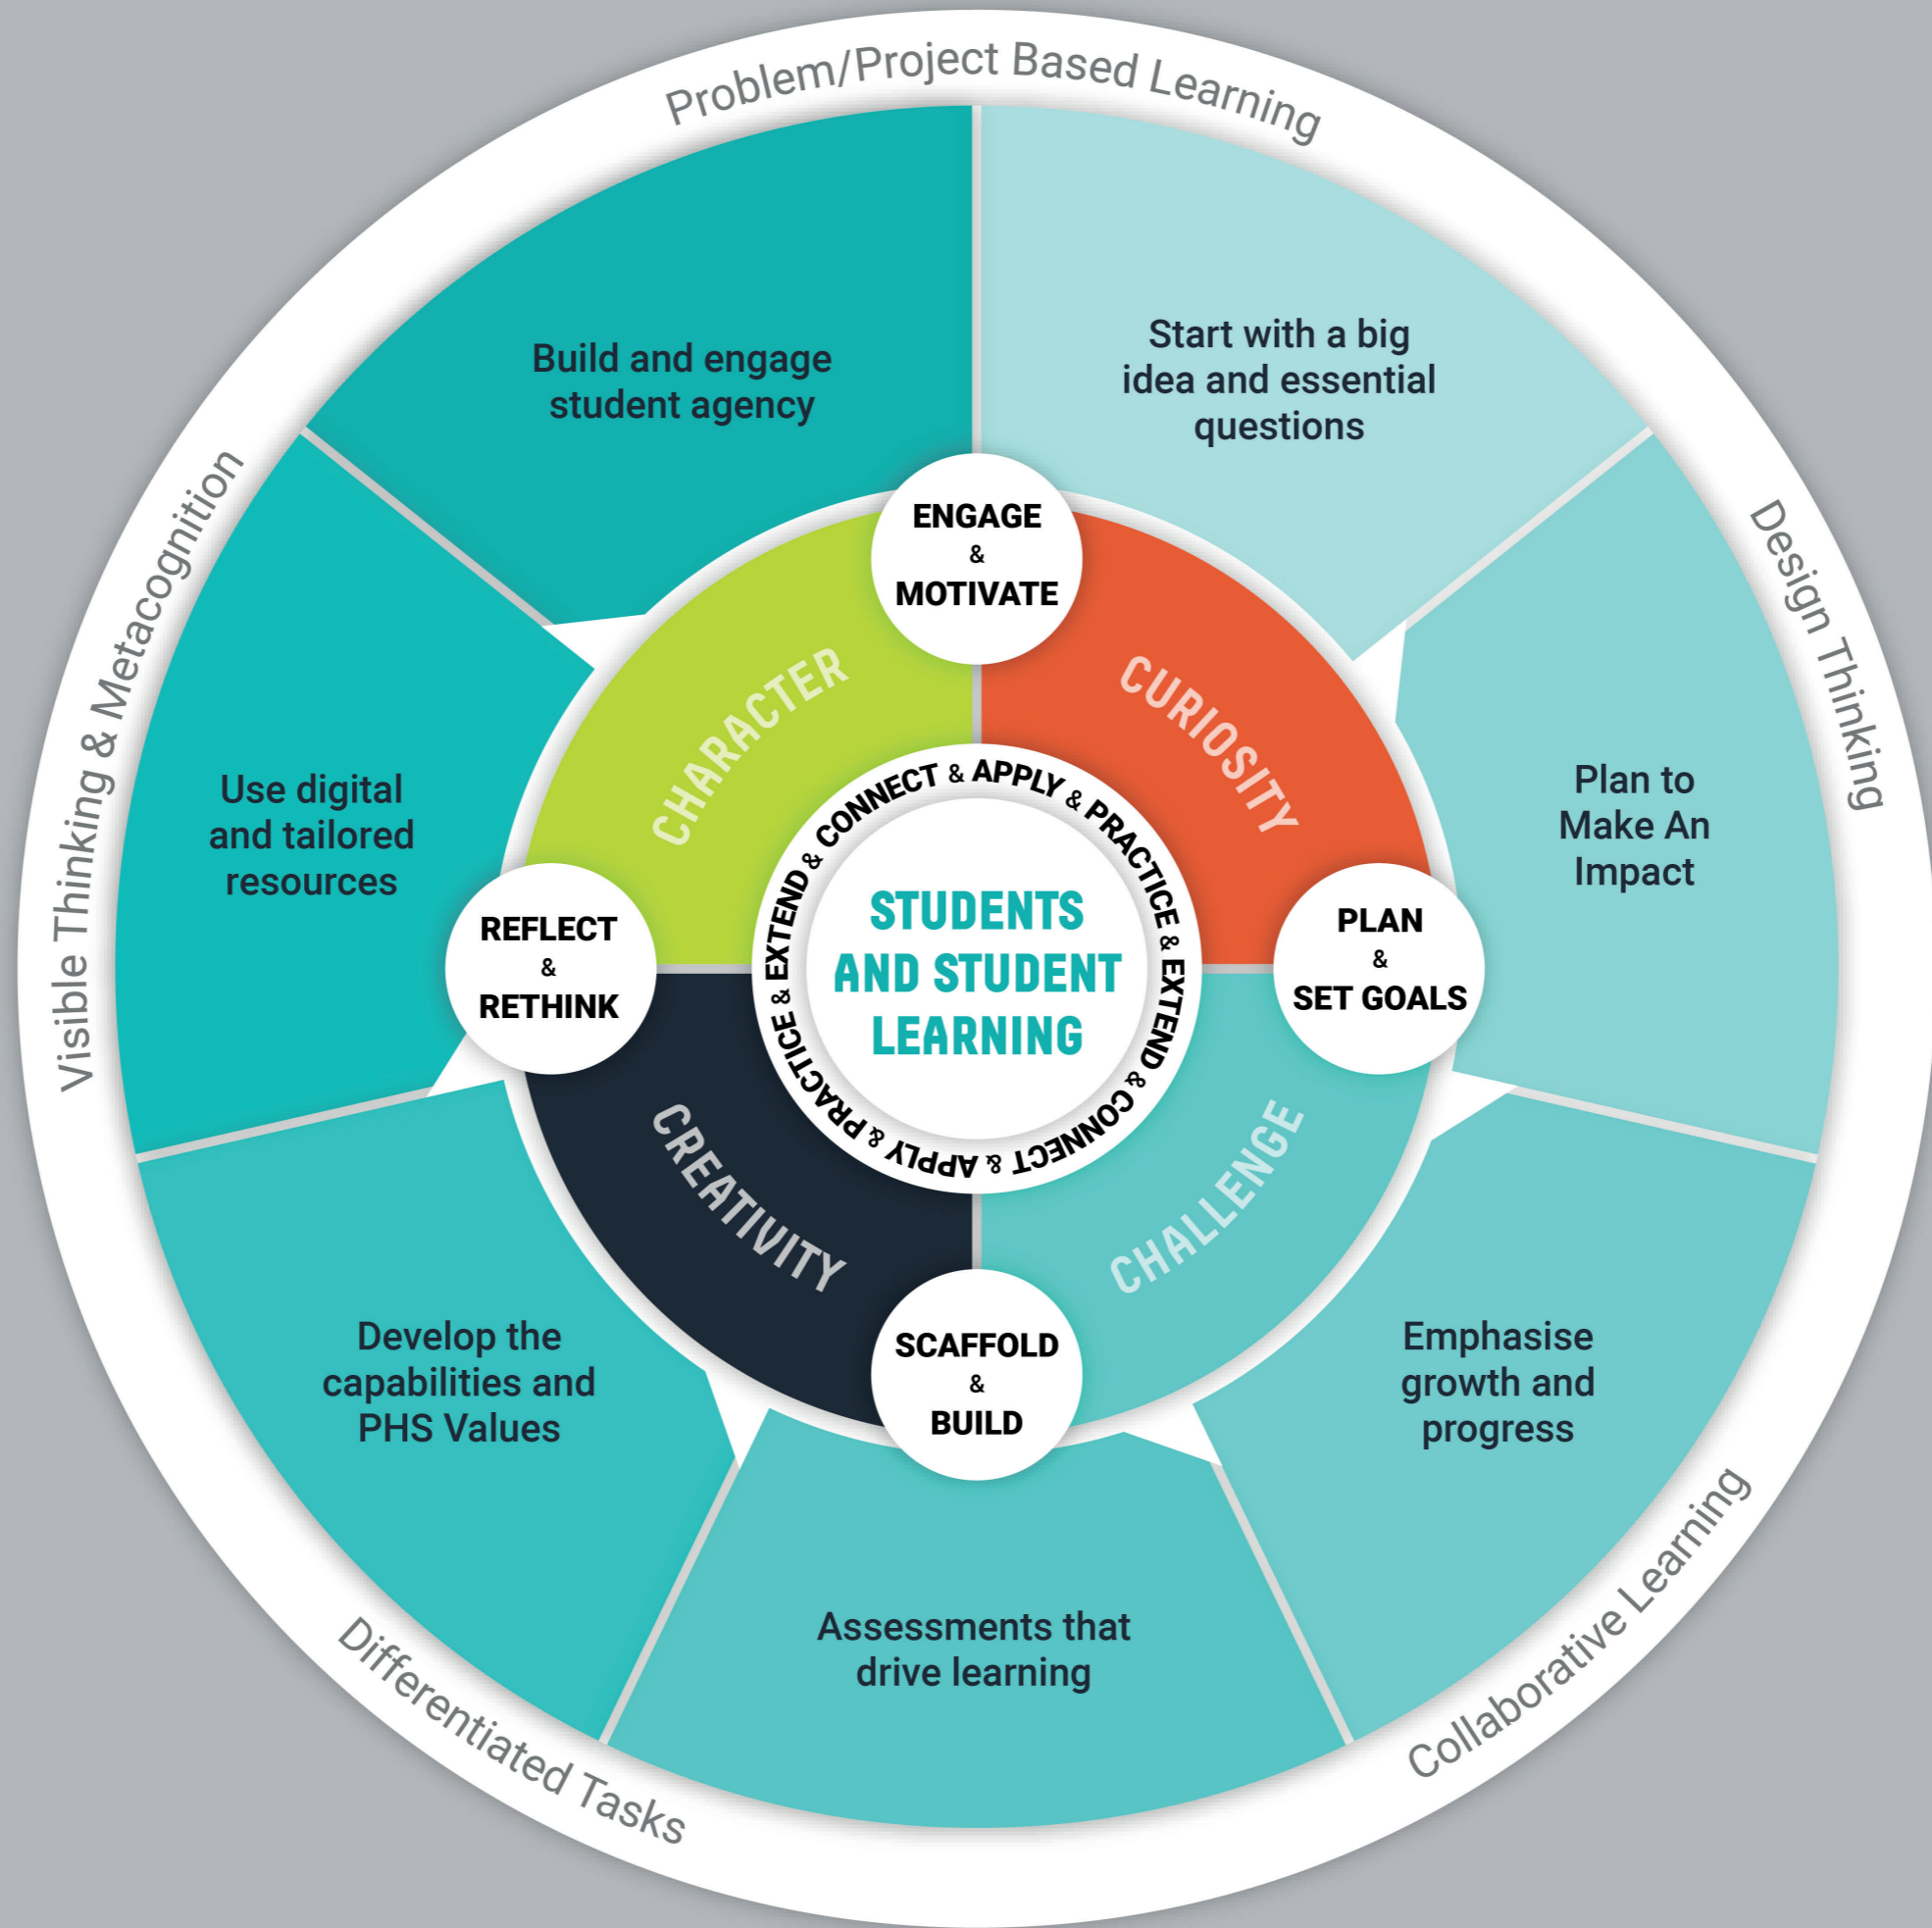 Problem/Project Based Learning
Design Thinking
Collaborative Learning
Differentiated Tasks
Visible Thinking & Metacognition
Start with a big
idea and essential
questions
Plan to
Make An
Impact
Emphasise
growth and
progress
Assessments that
drive learning
Develop the
capabilities and
PHS Values
Use digital
and tailored
resources
Build and engage
student agency
ENGAGE
&
MOTIVATE
PLAN
&
SET GOALS
SCAFFOLD
&
BUILD
REFLECT
&
RETHINK
CURIOSITY
CHALLENGE
CREATIVITY
CHARACTER
CONNECT & APPLY & PRACTICE & EXTEND & CONNECT & APPLY & PRACTICE & EXTEND &
STUDENTS
AND STUDENT
LEARNING